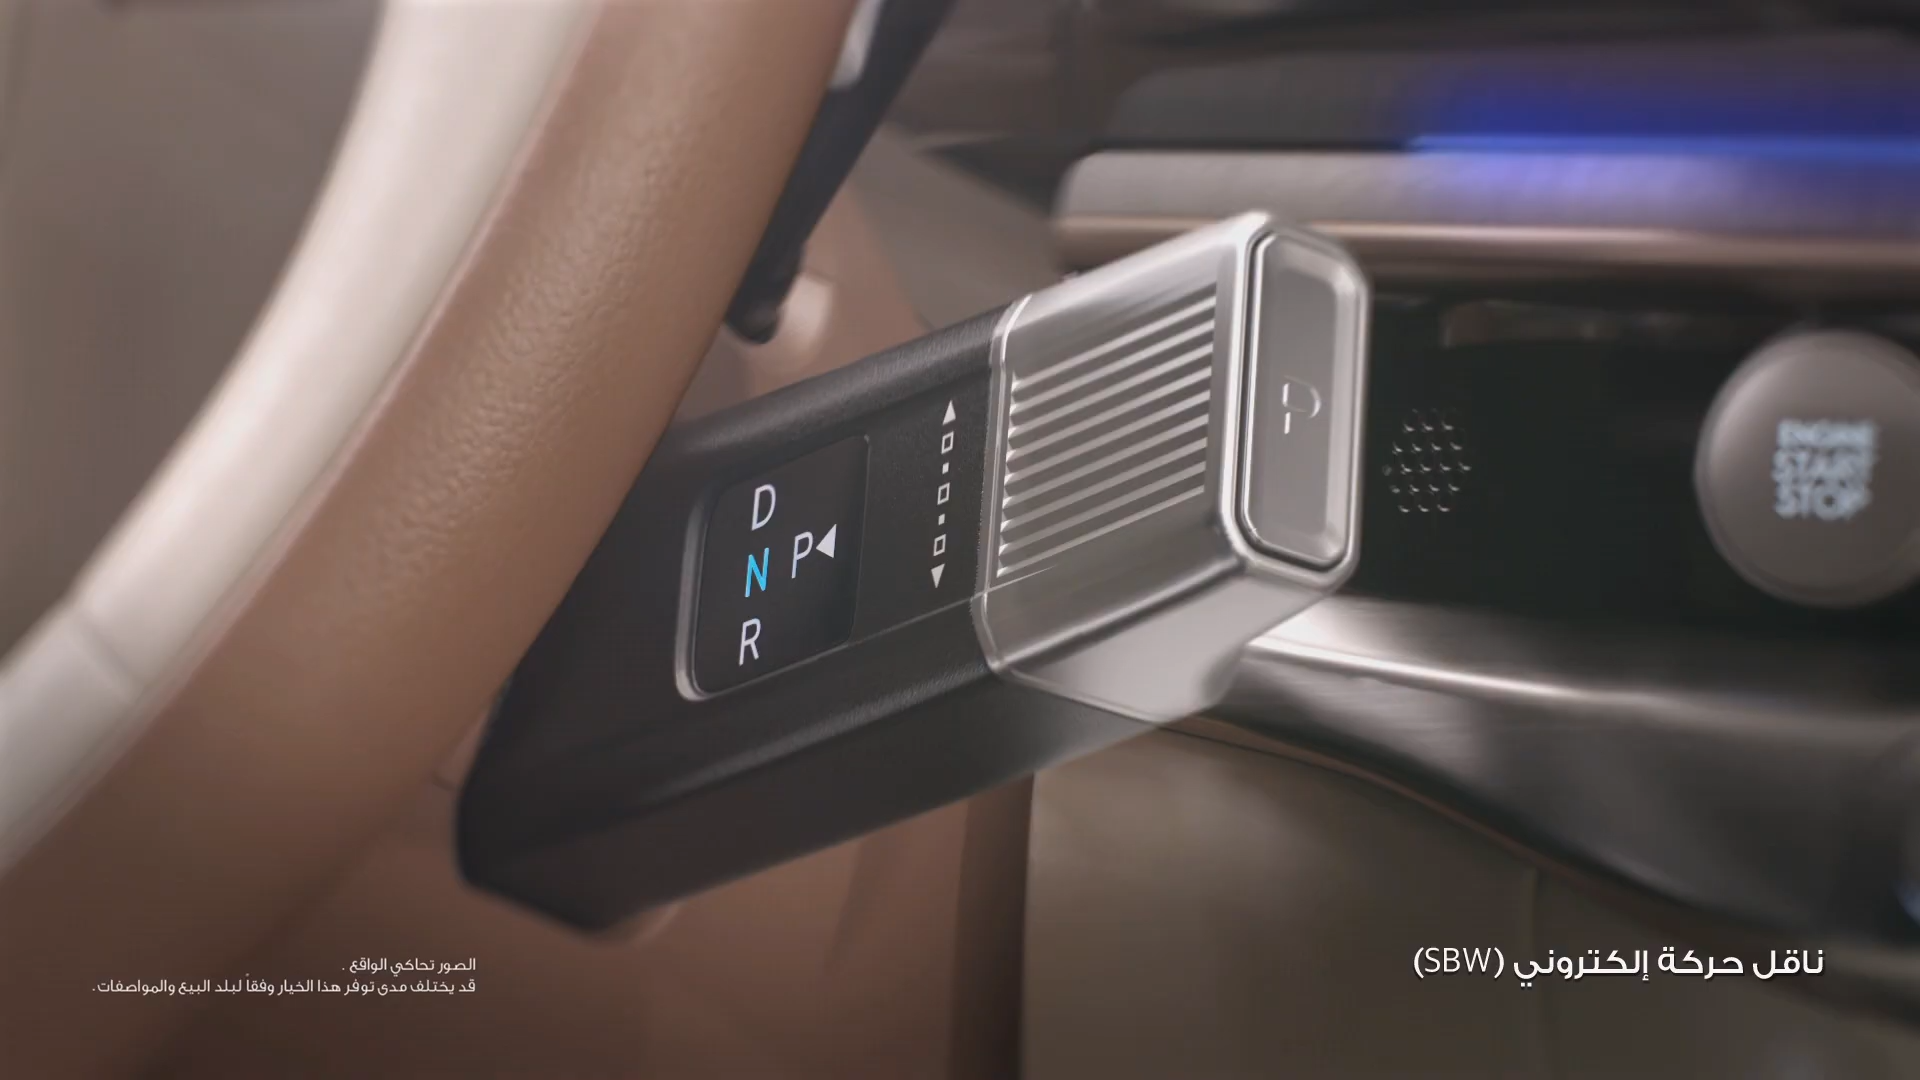 D
N P
R
P
ENGINE
START
STOP
ناقل حركة إلكتروني (SBW)
الصور تحاكي الواقع .
قد يختلف مدى توفر هذا الخيار وفقاً لبلد البيع والمواصفات.